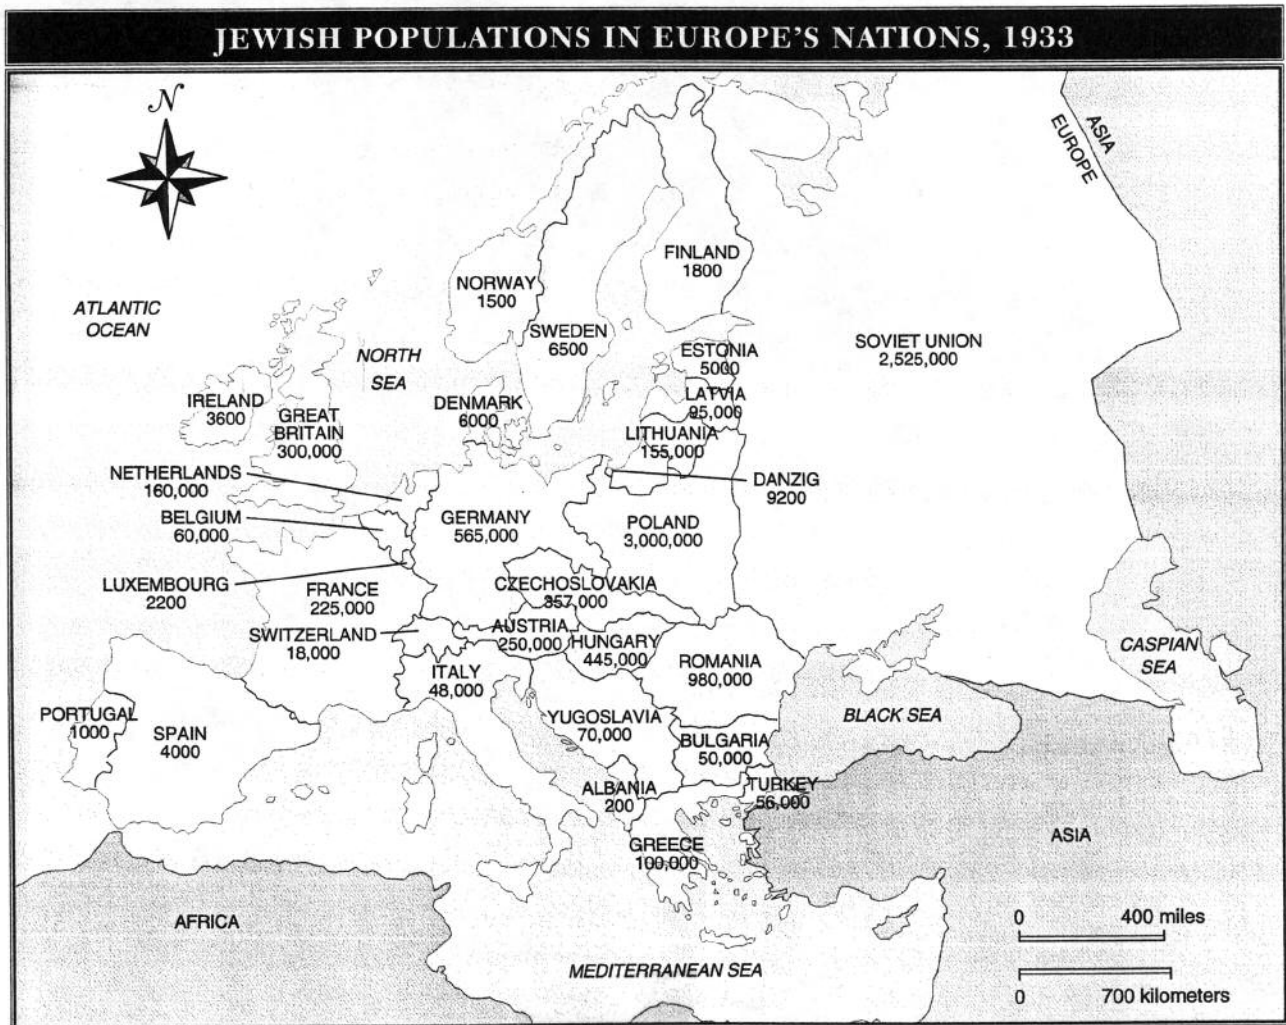 JEWISH POPULATIONS IN EUROPE'S NATIONS, 1933
N
ASIA
EUROPE
ATLANTIC
OCEAN
NORTH
SEA
NORWAY
1500
SWEDEN
6500
FINLAND
1800
SOVIET UNION
2,525,000
ESTONIA
5000
LATVIA
95,000
LITHUANIA
155,000
DANZIG
9200
IRELAND
3600
GREAT
BRITAIN
300,000
DENMARK
6000
NETHERLANDS
160,000
BELGIUM
60,000
LUXEMBOURG
2200
GERMANY
565,000
POLAND
3,000,000
FRANCE
225,000
CZECHOSLOVAKIA
357,000
SWITZERLAND
18,000
AUSTRIA
250,000
HUNGARY
445,000
ROMANIA
980,000
ITALY
48,000
PORTUGAL
1000
SPAIN
4000
YUGOSLAVIA
70,000
BULGARIA
50,000
BLACK SEA
CASPIAN
SEA
ALBANIA
200
TURKEY
56,000
GREECE
100,000
ASIA
AFRICA
MEDITERRANEAN SEA
0 400 miles
0 700 kilometers